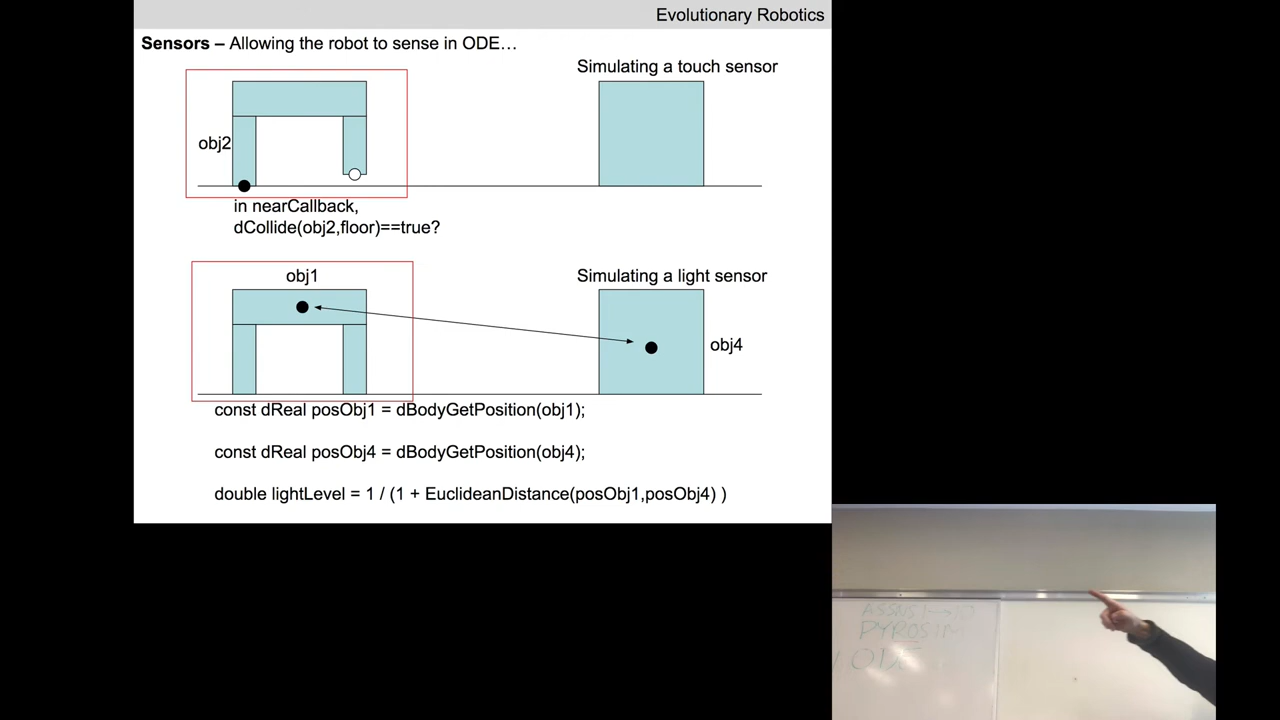 Evolutionary Robotics
Sensors – Allowing the robot to sense in ODE…
Simulating a touch sensor
obj2
in nearCallback,
dCollide(obj2,floor)==true?
obj1
Simulating a light sensor
obj4
const dReal posObj1 = dBodyGetPosition(obj1);
const dReal posObj4 = dBodyGetPosition(obj4);
double lightLevel = 1 / (1 + EuclideanDistance(posObj1,posObj4) )
PYROSIM
ODE